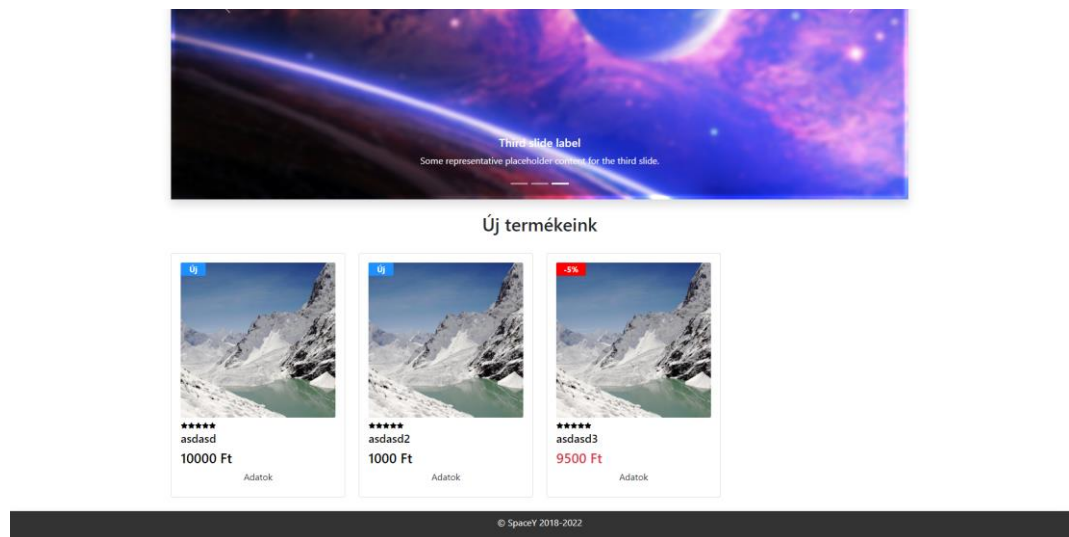 Third slide label
Some representative placeholder content for the third slide.
Új termékeink
Új
Új
-5%
asdasd
asdasd2
asdasd3
10000 Ft
1000 Ft
9500 Ft
Adatok
Adatok
Adatok
© SpaceY 2018-2022